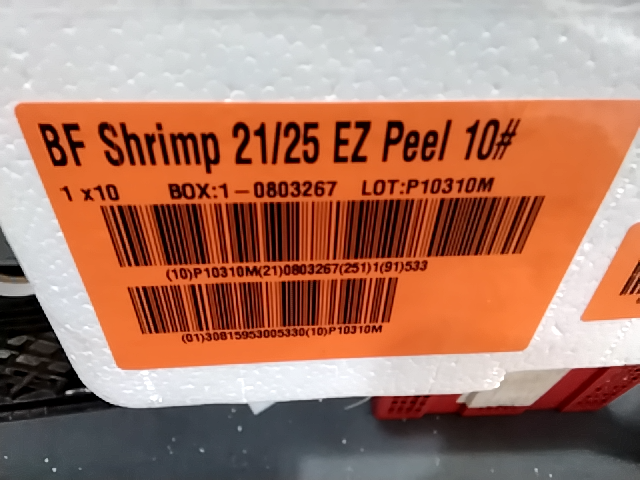 BF Shrimp 21/25 EZ Peel 10#
1 x10 BOX:1-0803267 LOT:P10310M
(10)P10310M(21)0803267(251)1(91)533
(01)30815953005330(10)P10310M